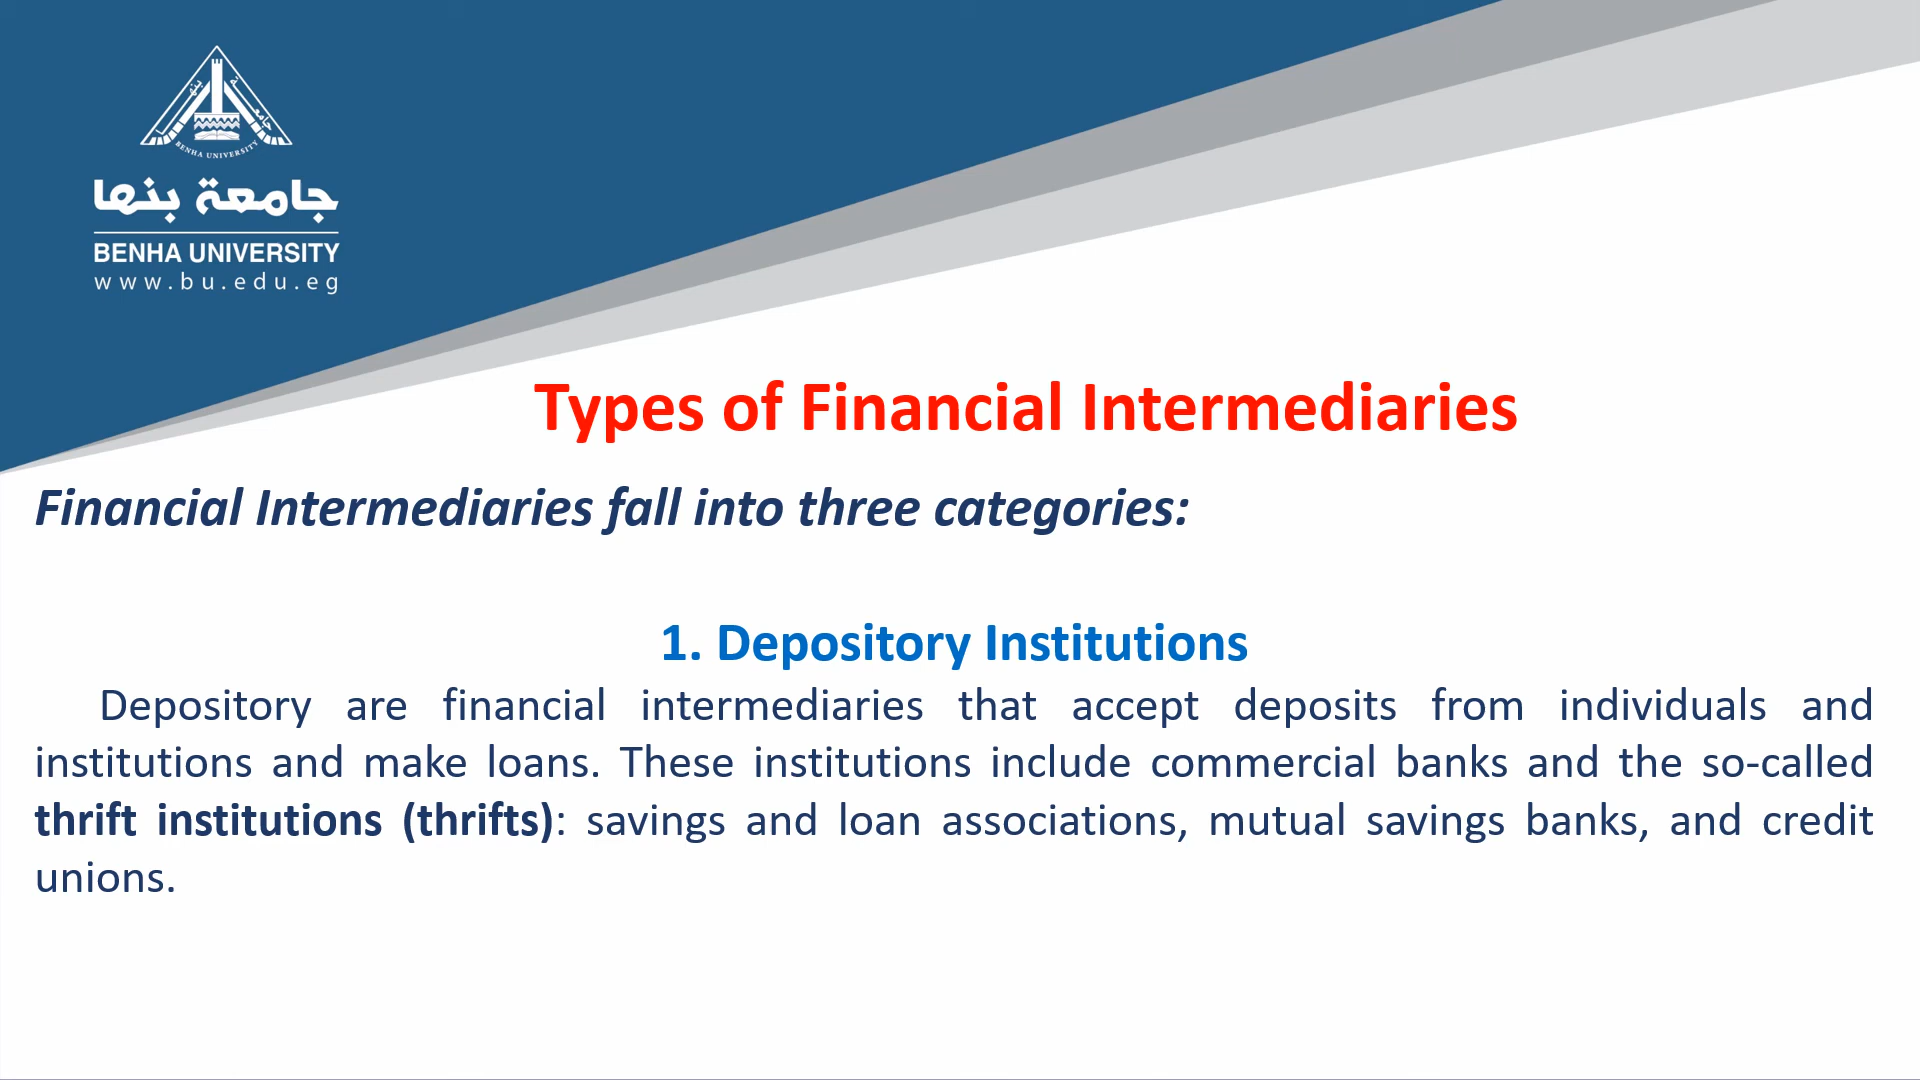 BENHA UNIVERSITY
جامعة بنها
BENHA UNIVERSITY
www.bu.edu.eg
Types of Financial Intermediaries
Financial Intermediaries fall into three categories:
1. Depository Institutions
Depository are financial intermediaries that accept deposits from individuals and
institutions and make loans. These institutions include commercial banks and the so-called
thrift institutions (thrifts): savings and loan associations, mutual savings banks, and credit
unions.